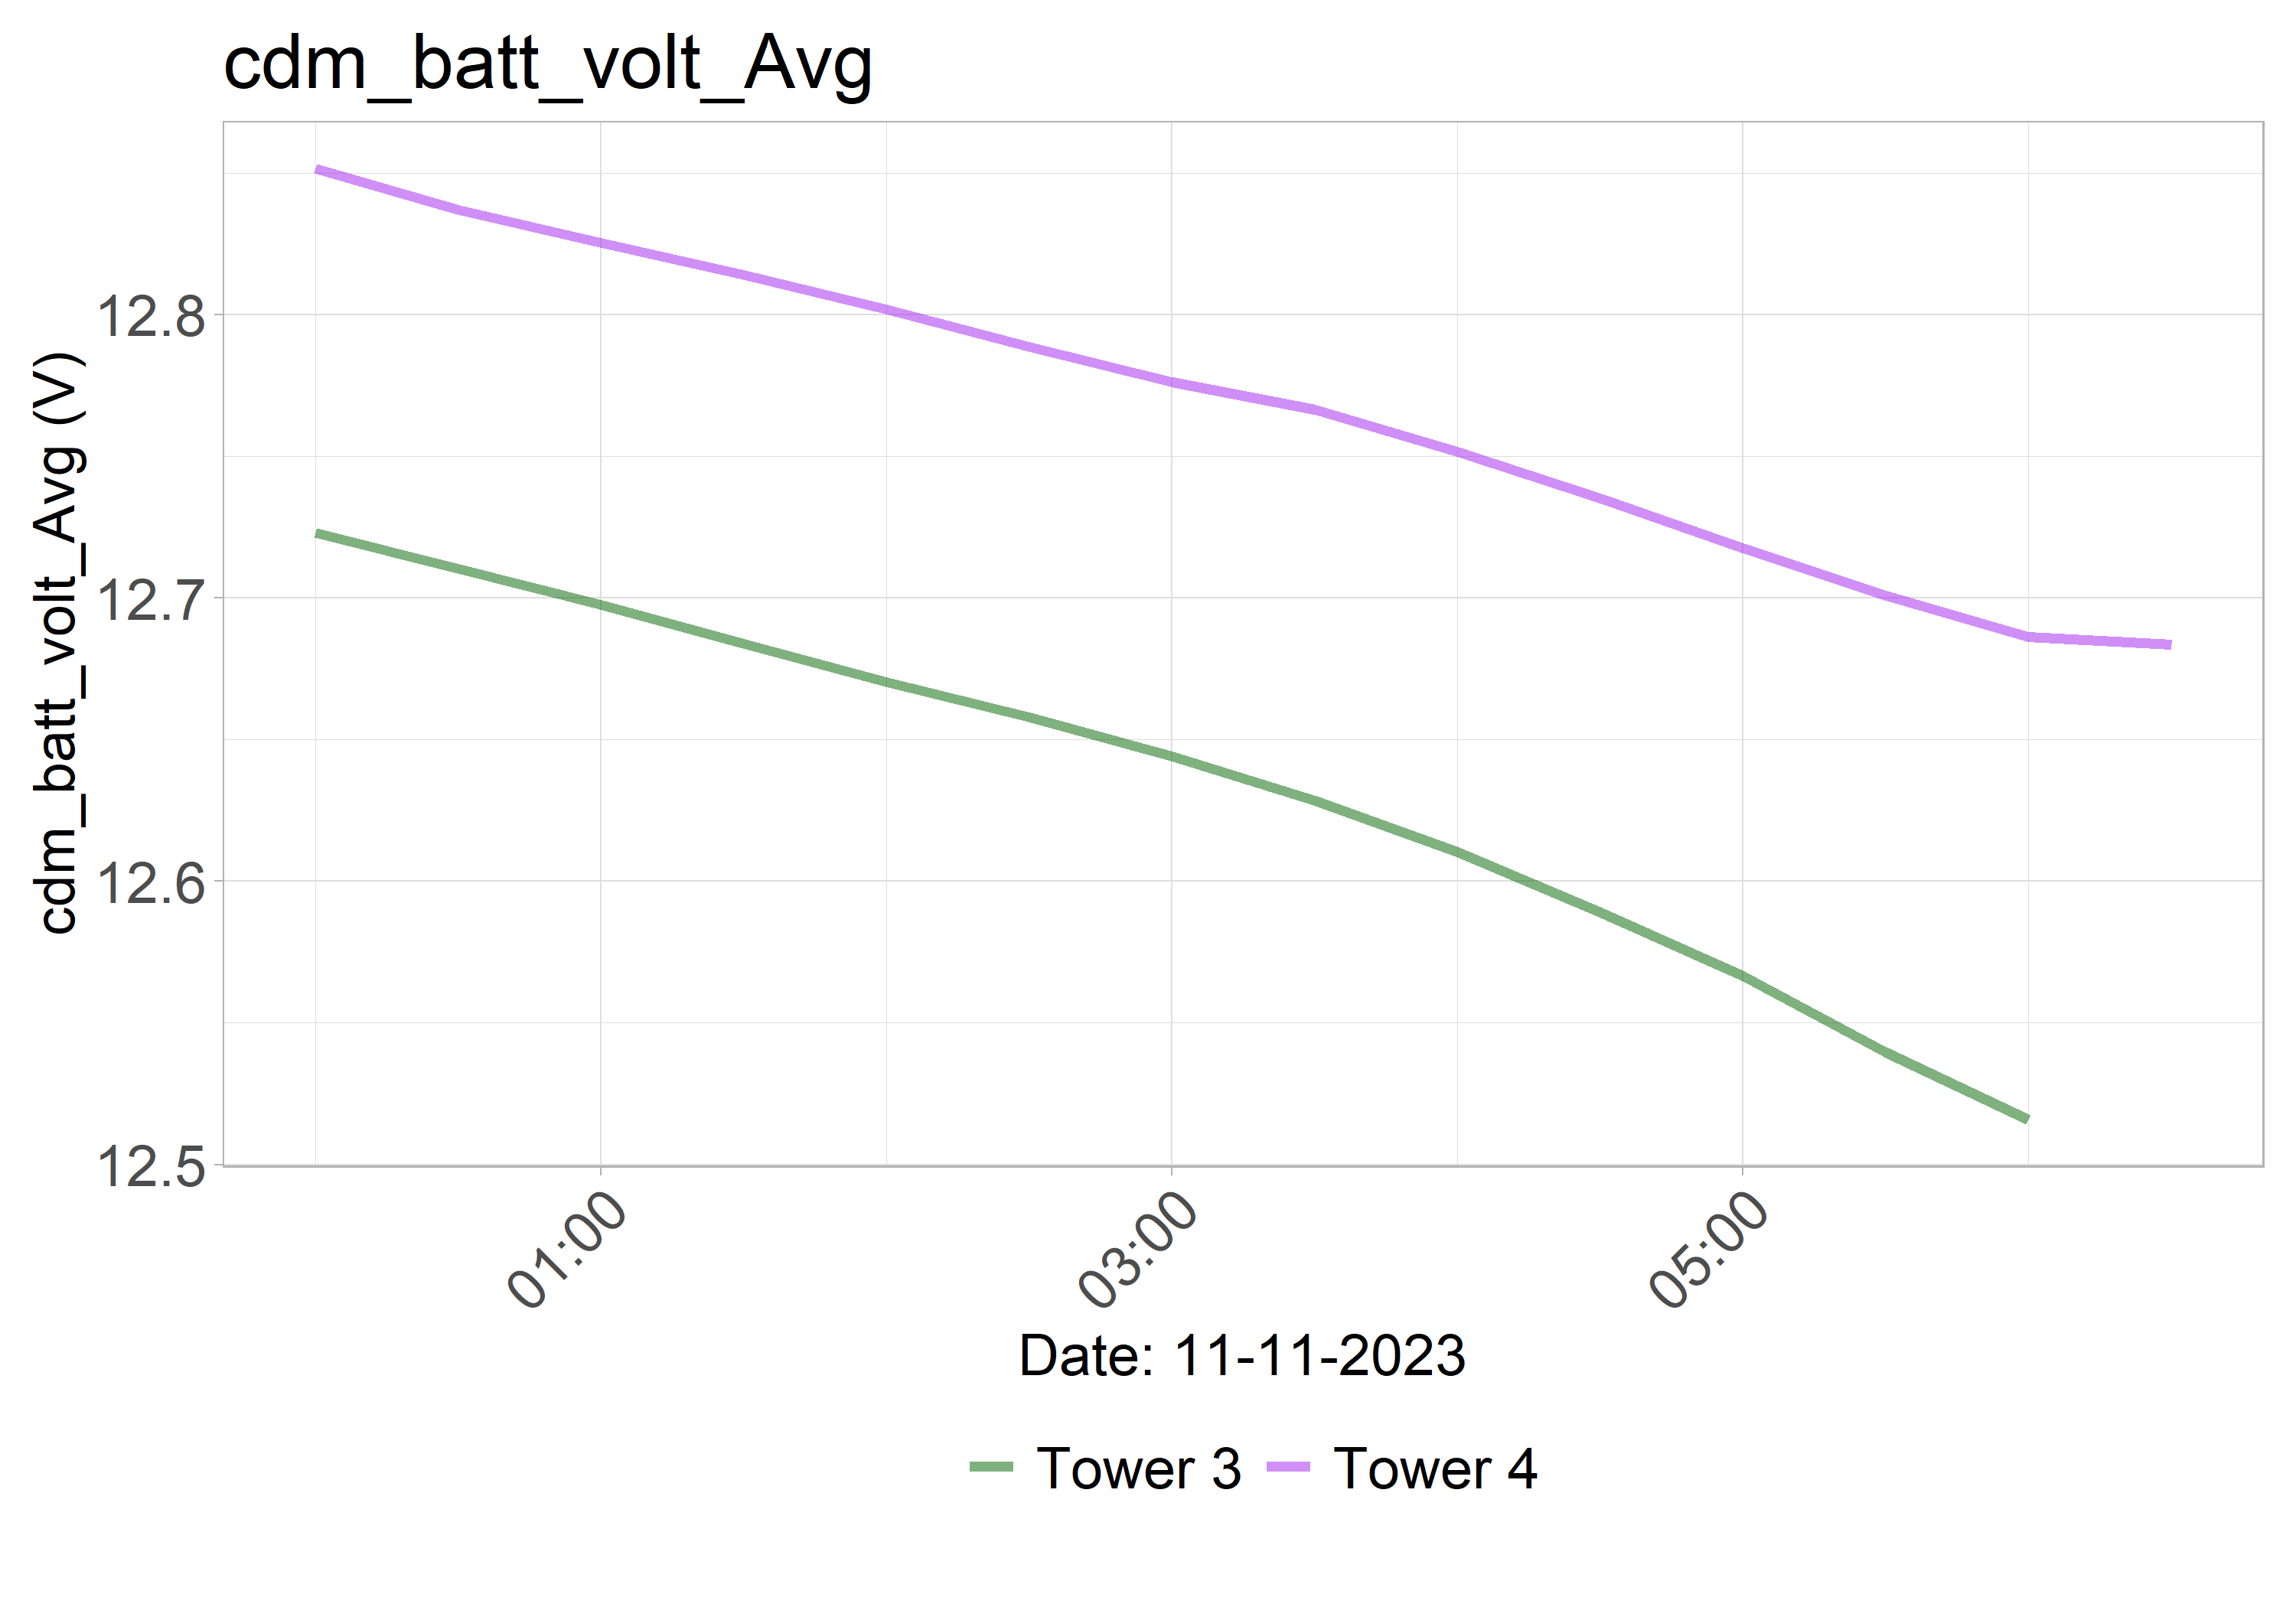 cdm_batt_volt_Avg
cdm_batt_volt_Avg (V)
12.8
12.7
12.6
12.5
01:00
03:00
05:00
Date: 11-11-2023
Tower 3
Tower 4